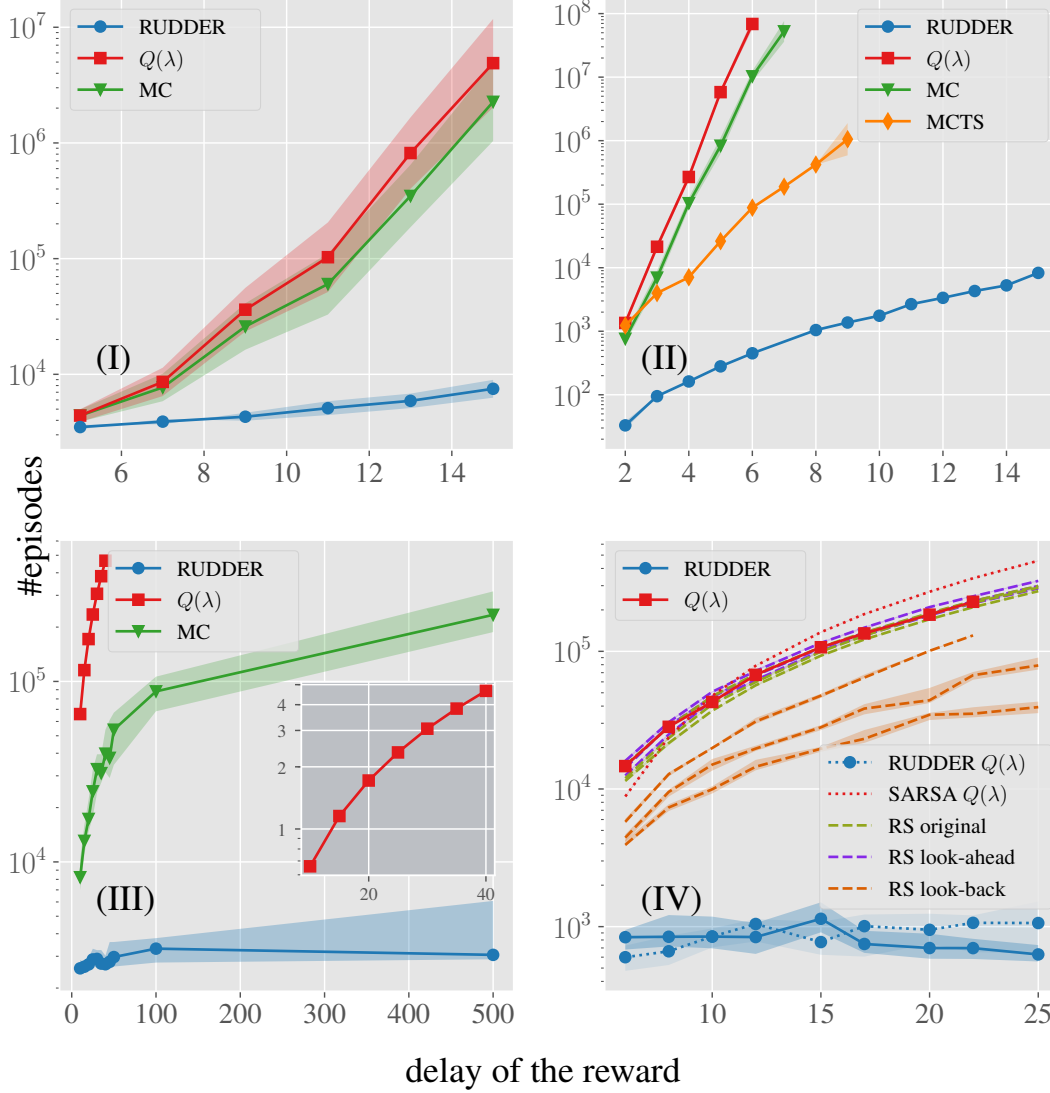 RUDDER
Q(λ)
MC
10^7
10^6
10^5
10^4
(I)
6 8 10 12 14
RUDDER
Q(λ)
MC
MCTS
10^8
10^7
10^6
10^5
10^4
10^3
10^2
(II)
2 4 6 8 10 12 14
#episodes
RUDDER
Q(λ)
MC
10^5
10^4
4
3
2
1
20 40
(III)
0 100 200 300 400 500
RUDDER
Q(λ)
10^5
10^4
10^3
RUDDER Q(λ)
SARSA Q(λ)
RS original
RS look-ahead
RS look-back
(IV)
10 15 20 25
delay of the reward